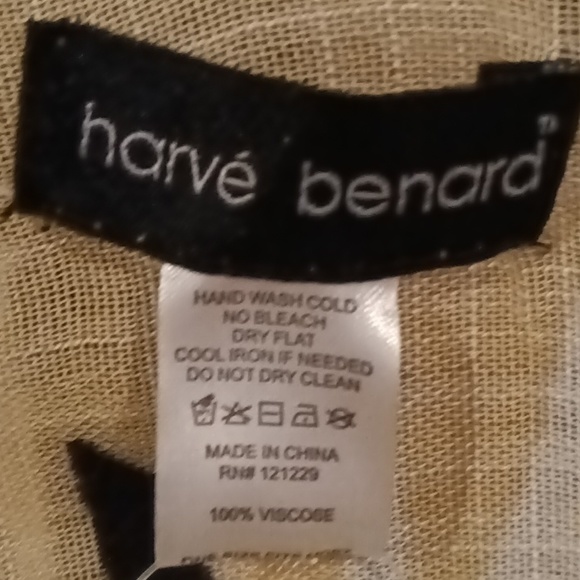 harvé benard
HAND WASH COLD
NO BLEACH
DRY FLAT
COOL IRON IF NEEDED
DO NOT DRY CLEAN
MADE IN CHINA
RN# 121229
100% VISCOSE